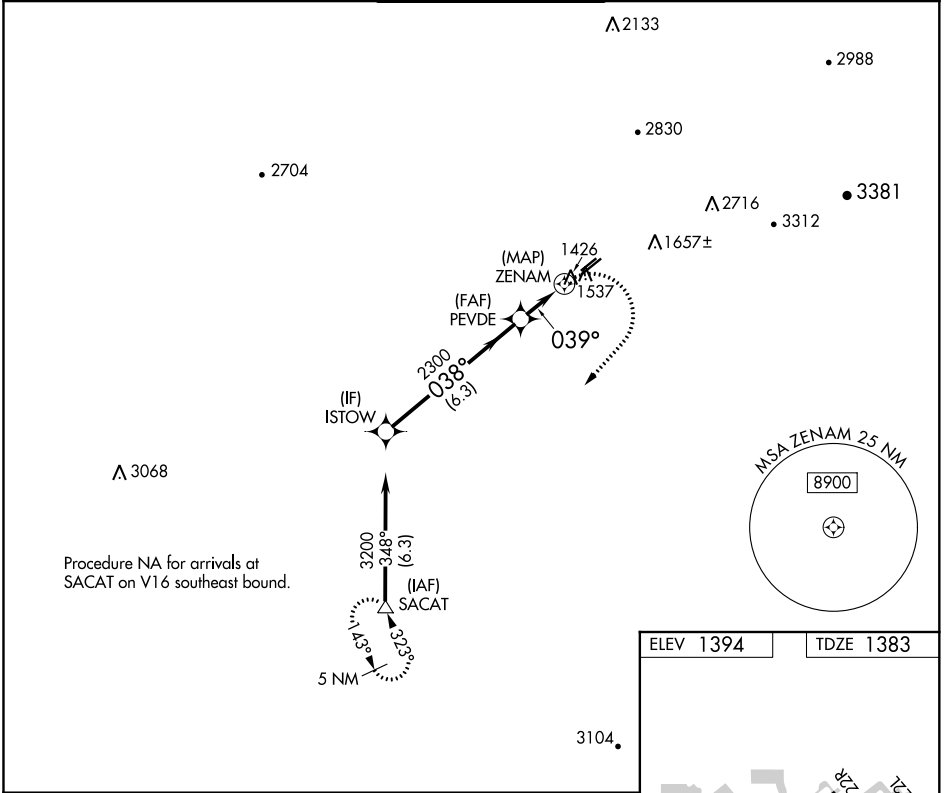 2133
2988
2830
2704
3381
2716
3312
1657±
1426
(MAP)
ZENAM
1537
(FAF)
PEVDE
039°
2300
038°
(6.3)
(IF)
ISTOW
MSA ZENAM 25 NM
8900
3068
3200
348°
(6.3)
Procedure NA for arrivals at
SACAT on V16 southeast bound.
(IAF)
SACAT
143°
323°
5 NM
ELEV 1394
TDZE 1383
3104
22R
22L